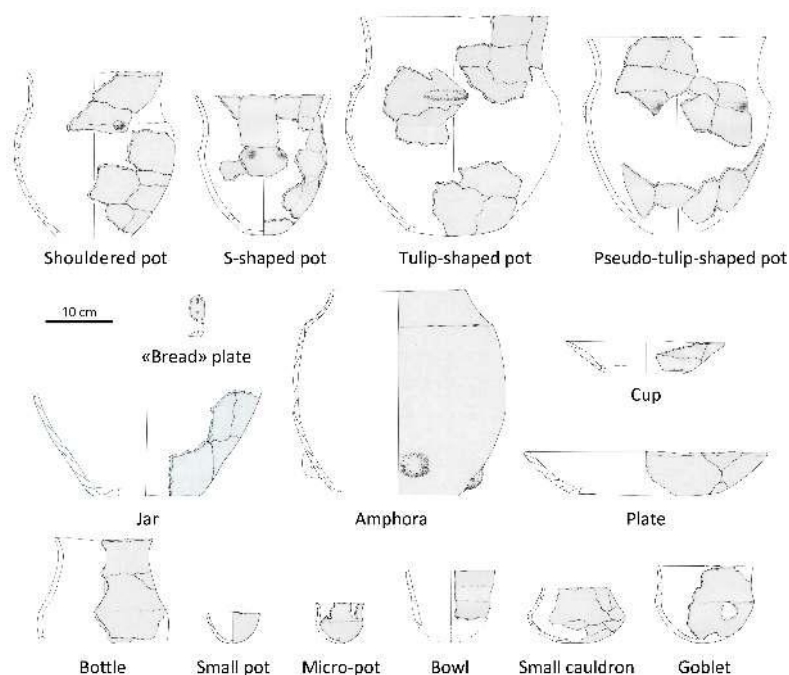 Shouldered pot
S-shaped pot
Tulip-shaped pot
Pseudo-tulip-shaped pot
10 cm
«Bread» plate
Cup
Jar
Amphora
Plate
Bottle
Small pot
Micro-pot
Bowl
Small cauldron
Goblet